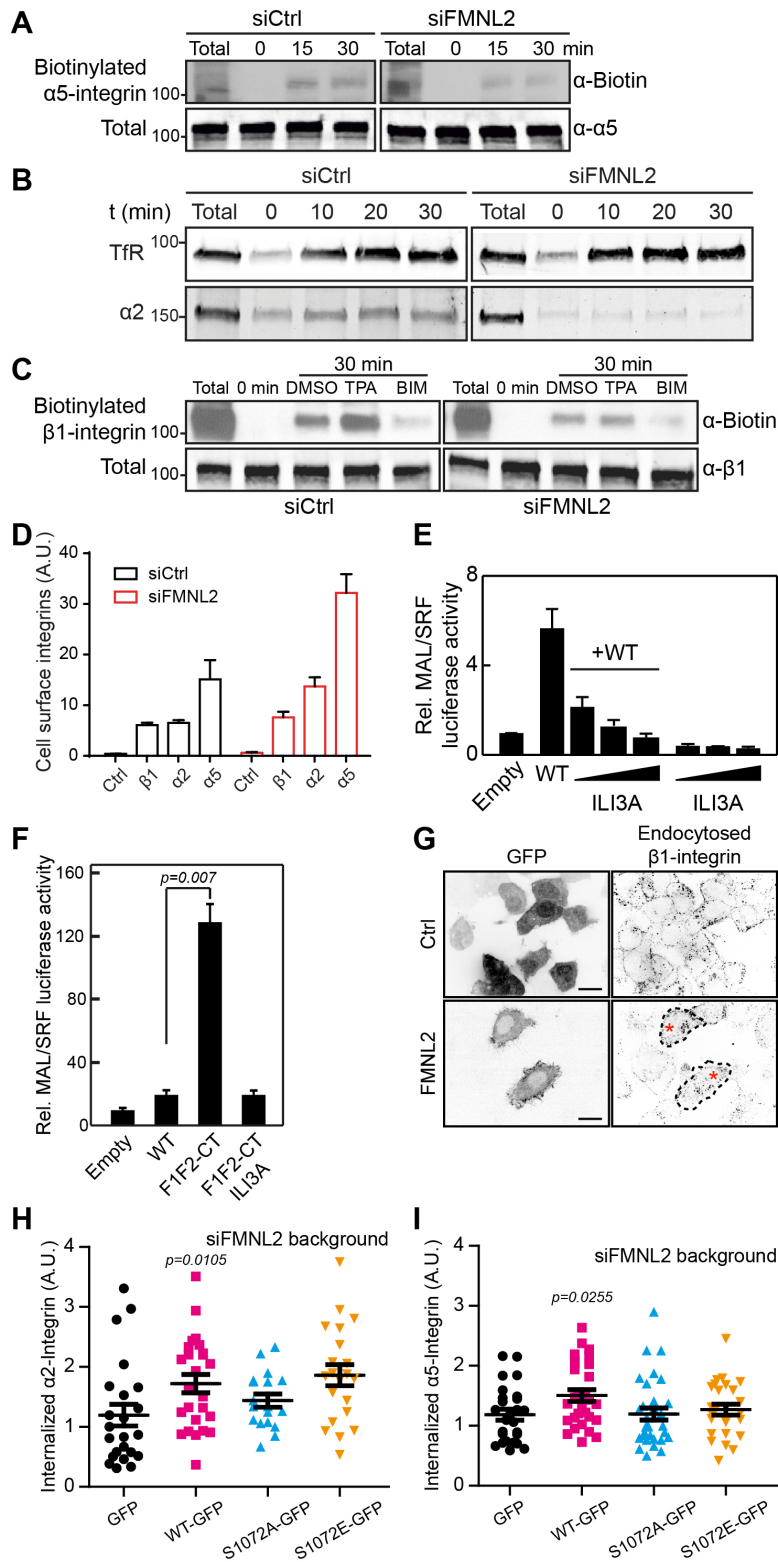 A
siCtrl
siFMNL2
Total 0 15 30
Total 0 15 30 min
Biotinylated
α5-integrin
100
α-Biotin
Total
100
α-α5
B
siCtrl
siFMNL2
t (min)
Total 0 10 20 30
Total 0 10 20 30
TfR
100
α2
150
C
30 min
30 min
Total 0 min DMSO TPA BIM
Total 0 min DMSO TPA BIM
Biotinylated
β1-integrin
100
α-Biotin
Total
100
α-β1
siCtrl
siFMNL2
D
Cell surface integrins (A.U.)
40
30
20
10
0
siCtrl
siFMNL2
Ctrl
β1
α2
α5
Ctrl
β1
α2
α5
E
Rel. MAL/SRF
luciferase activity
8
4
0
+WT
Empty
WT
ILI3A
ILI3A
F
Rel. MAL/SRF luciferase activity
160
120
80
40
0
p=0.007
Empty
WT
F1F2-CT
F1F2-CT
ILI3A
G
GFP
Endocytosed
β1-integrin
Ctrl
FMNL2
*
*
H
siFMNL2 background
Internalized α2-Integrin (A.U.)
4
3
2
1
0
p=0.0105
GFP
WT-GFP
S1072A-GFP
S1072E-GFP
I
siFMNL2 background
Internalized α5-Integrin (A.U.)
4
3
2
1
0
p=0.0255
GFP
WT-GFP
S1072A-GFP
S1072E-GFP